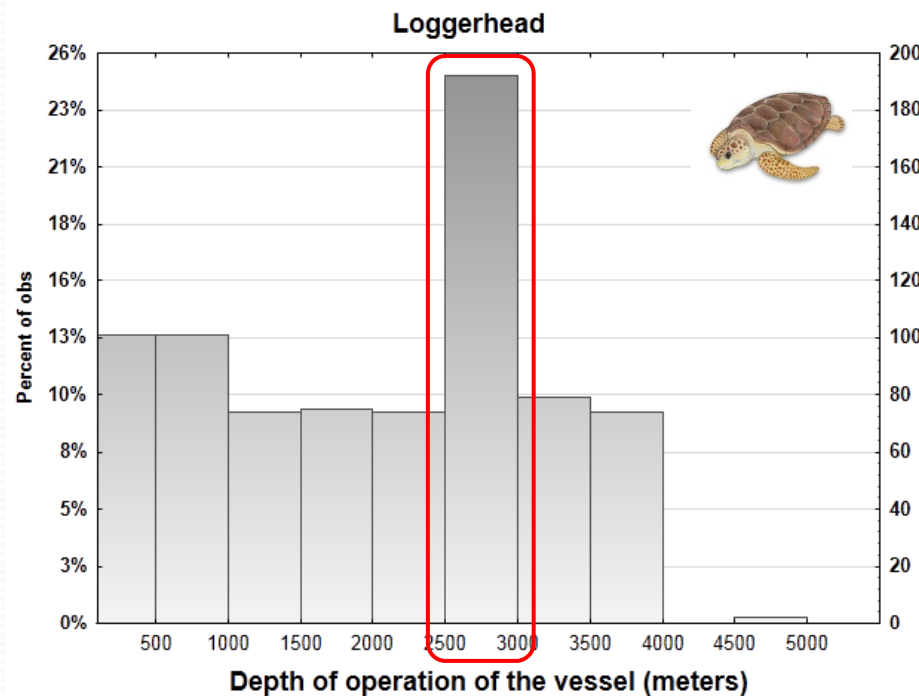 Loggerhead
26% 200
23% 180
21% 160
18% 140
16% 120
13% 100
10% 80
8% 60
5% 40
3% 20
0% 0
Percent of obs
500 1000 1500 2000 2500 3000 3500 4000 4500 5000
Depth of operation of the vessel (meters)